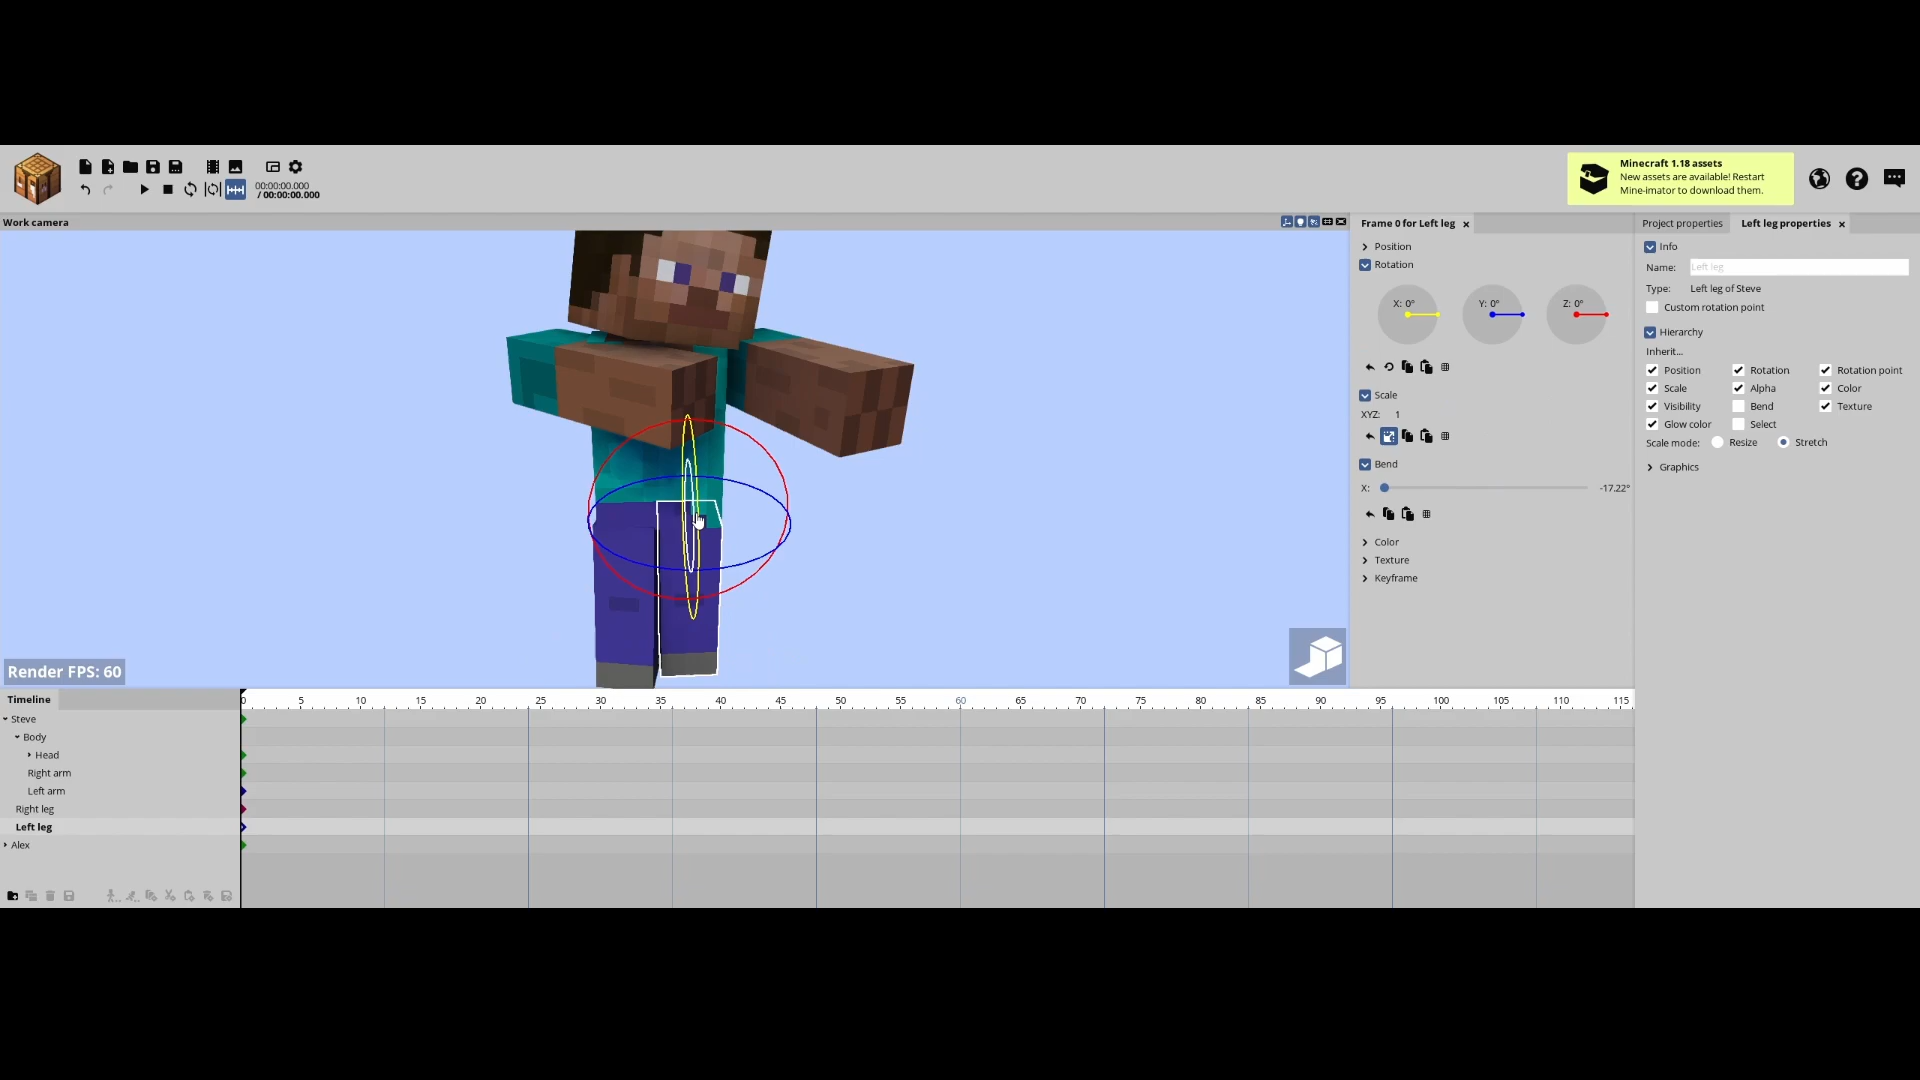 00:00:00.000
/ 00:00:00.000
Minecraft 1.18 assets
New assets are available! Restart
Mine-imator to download them.
Work camera
Frame 0 for Left leg
Project properties
Left leg properties
Position
Rotation
X: 0°
Y: 0°
Z: 0°
Scale
XYZ: 1
Bend
X: -17.22°
Color
Texture
Keyframe
Info
Name: Left leg
Type: Left leg of Steve
Custom rotation point
Hierarchy
Inherit...
Position Rotation Rotation point
Scale Alpha Color
Visibility Bend Texture
Glow color Select
Scale mode: Resize Stretch
Graphics
Render FPS: 60
Timeline
0 5 10 15 20 25 30 35 40 45 50 55 60 65 70 75 80 85 90 95 100 105 110 115
Steve
Body
Head
Right arm
Left arm
Right leg
Left leg
Alex